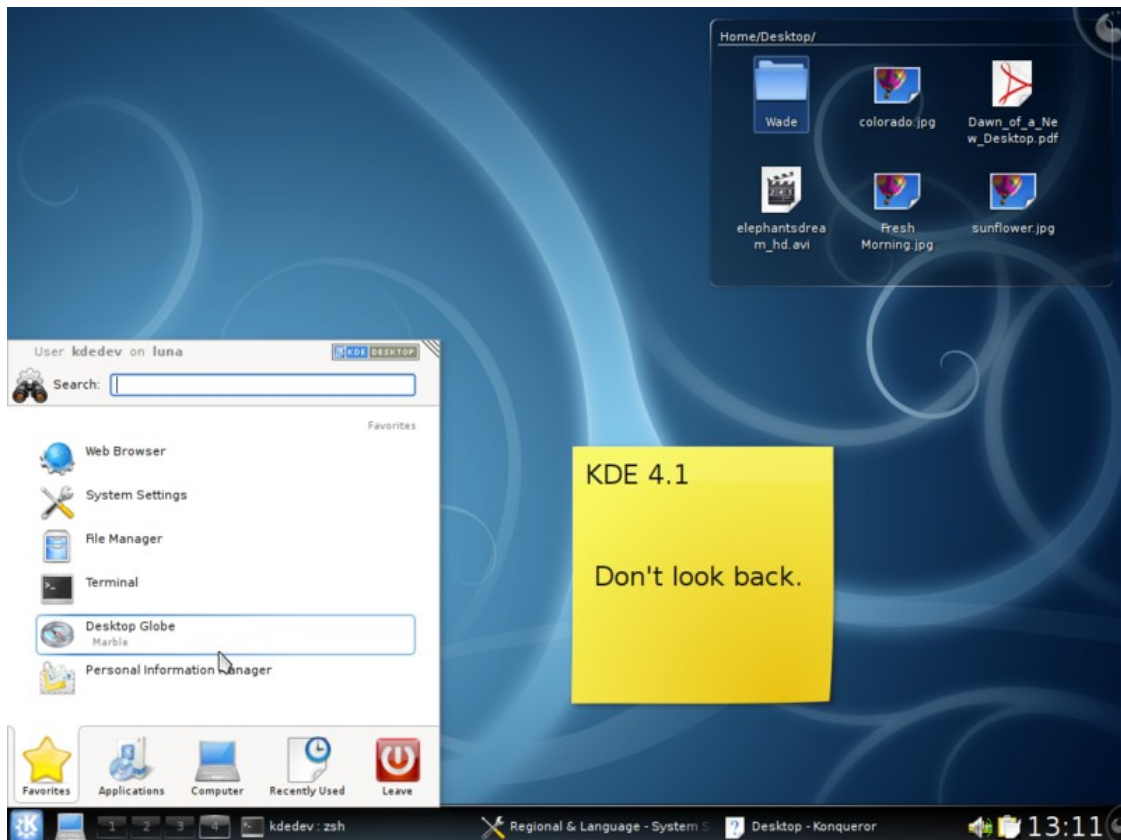 Home/Desktop/
Wade
colorado.jpg
Dawn_of_a_Ne
w_Desktop.pdf
elephantsdrea
m_hd.avi
Fresh
Morning.jpg
sunflower.jpg
User kdedev on luna
KDE DESKTOP
Search:
Favorites
Web Browser
System Settings
File Manager
Terminal
Desktop Globe
Marble
Personal Information Manager
KDE 4.1
Don't look back.
Favorites
Applications
Computer
Recently Used
Leave
1 2 3 4
kdedev : zsh
Regional & Language - System S
Desktop - Konqueror
13:11